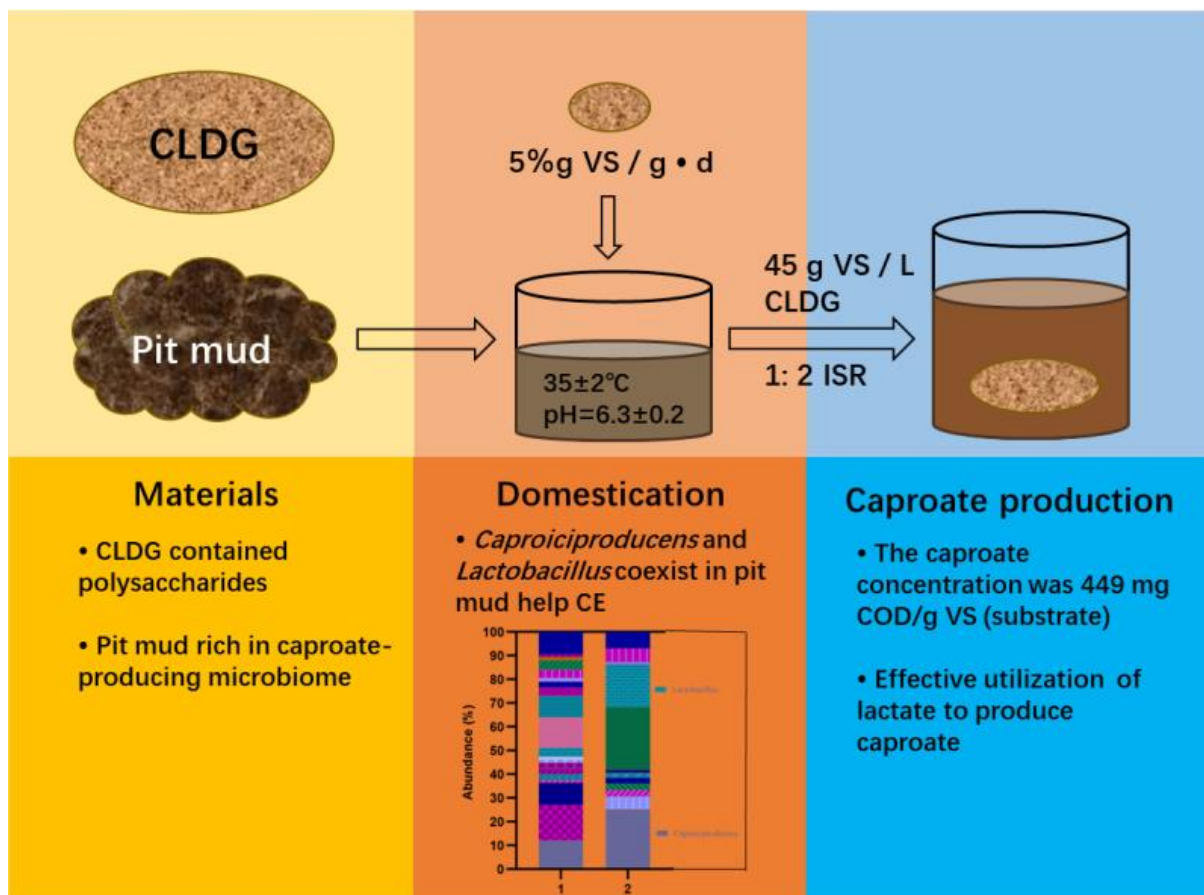 CLDG
Pit mud
5%g VS / g • d
35±2℃
pH=6.3±0.2
45 g VS / L
CLDG
1: 2 ISR
Materials
• CLDG contained
polysaccharides
• Pit mud rich in caproate-
producing microbiome
Domestication
• Caproiciproducens and
Lactobacillus coexist in pit
mud help CE
Abundance (%)
100
90
80
70
60
50
40
30
20
10
0
1
2
Lactobacillus
Caproate production
• The caproate
concentration was 449 mg
COD/g VS (substrate)
• Effective utilization of
lactate to produce
caproate